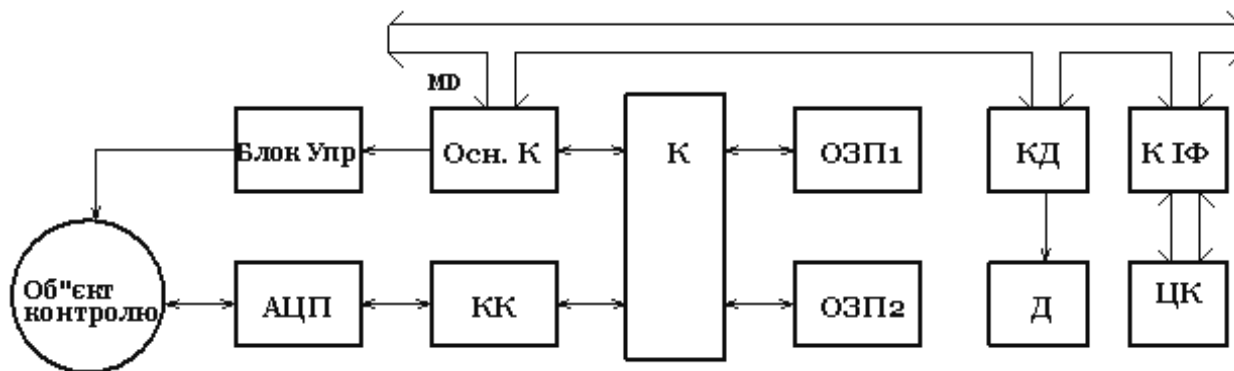 MD
Блок Упр
Осн. К
К
ОЗП1
КД
К ІФ
Об"єкт
контролю
АЦП
КК
ОЗП2
Д
ЦК